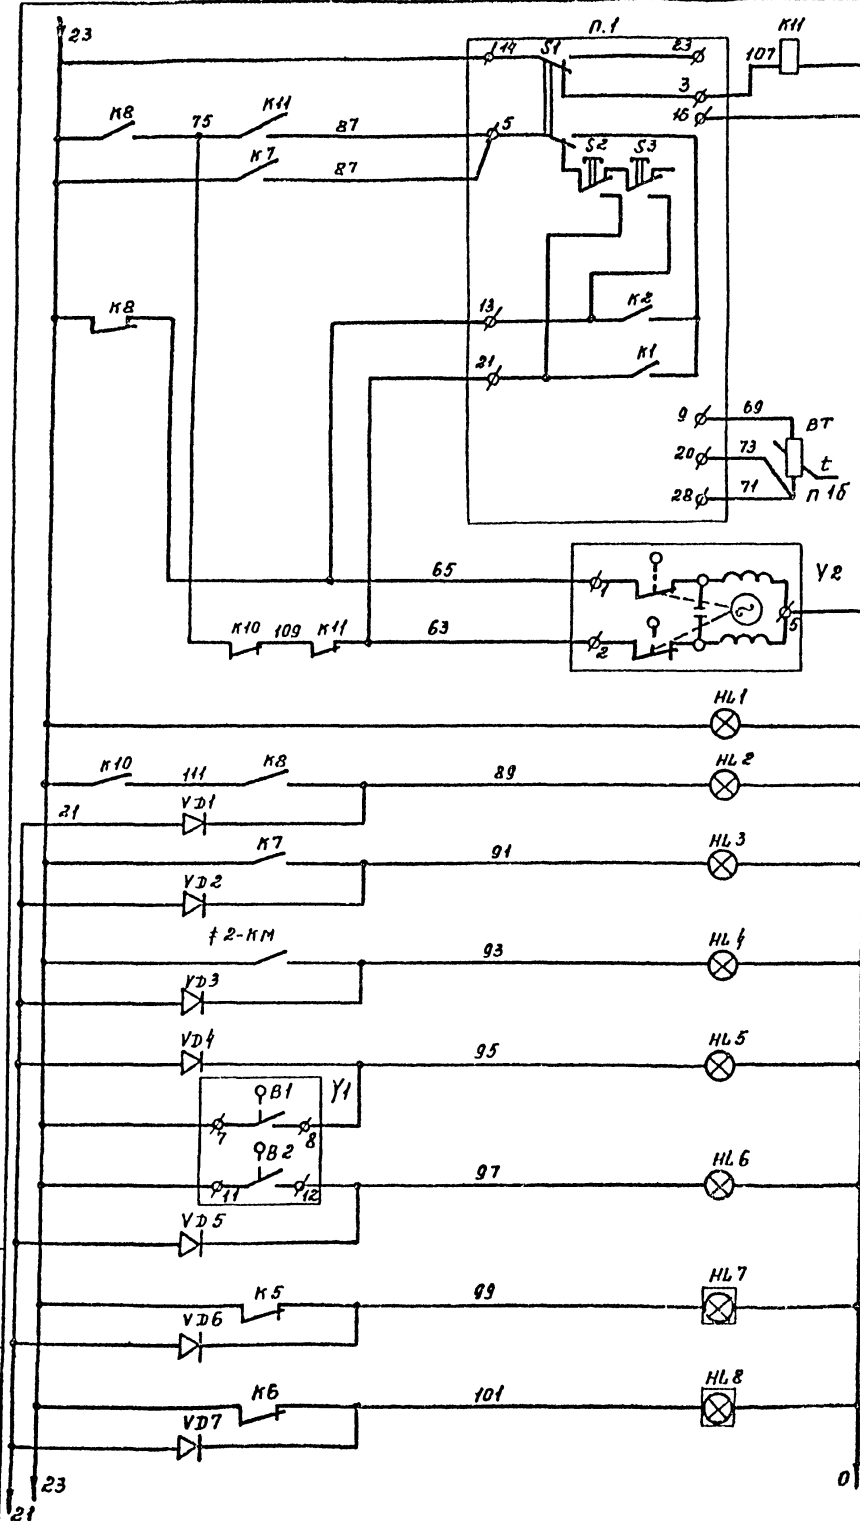 23
П.1
К11
14
S1
23
107
3
16
К8
75
К11
87
5
К7
87
S2
S3
К8
13
К2
21
К1
9
69
ВТ
20
73
t
28
71
П 1б
65
1
Y2
5
К10
109
К11
63
2
HL1
К10
111
К8
89
HL2
21
VD1
К7
91
HL3
VD2
ƒ2-КМ
93
HL4
VD3
VD4
95
HL5
В1
Y1
7
8
В2
97
HL6
11
12
VD5
К5
99
HL7
VD6
К6
101
HL8
VD7
23
0
21